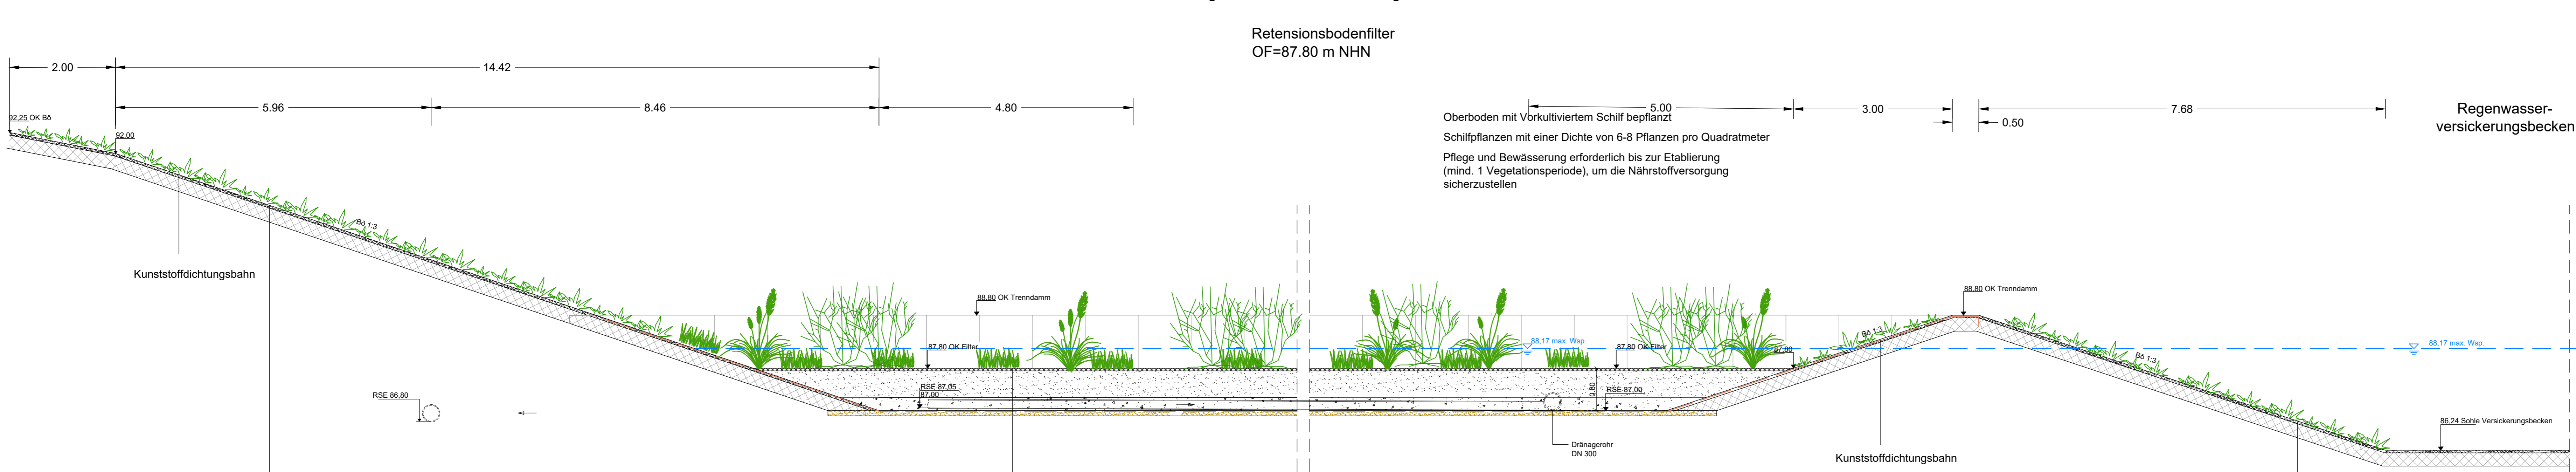 Retensionsbodenfilter
OF=87.80 m NHN
2.00
14.42
5.96
8.46
4.80
5.00
3.00
0.50
7.68
Regenwasser-
versickerungsbecken
92,25 OK Bö
92,00
Oberboden mit Vorkultiviertem Schilf bepflanzt
Schilfpflanzen mit einer Dichte von 6-8 Pflanzen pro Quadratmeter
Pflege und Bewässerung erforderlich bis zur Etablierung
(mind. 1 Vegetationsperiode), um die Nährstoffversorgung
sicherzustellen
Bö 1:3
Kunststoffdichtungsbahn
88,80 OK Trenndamm
88,80 OK Trenndamm
Bö 1:3
87,80 OK Filter
88,17 max. Wsp.
87,80 OK Filter
87,80
88,17 max. Wsp.
Bö 1:3
RSE 86,80
RSE 87,05
87,00
0,80
RSE 87,00
86,24 Sohle Versickerungsbecken
Dränagerohr
DN 300
Kunststoffdichtungsbahn